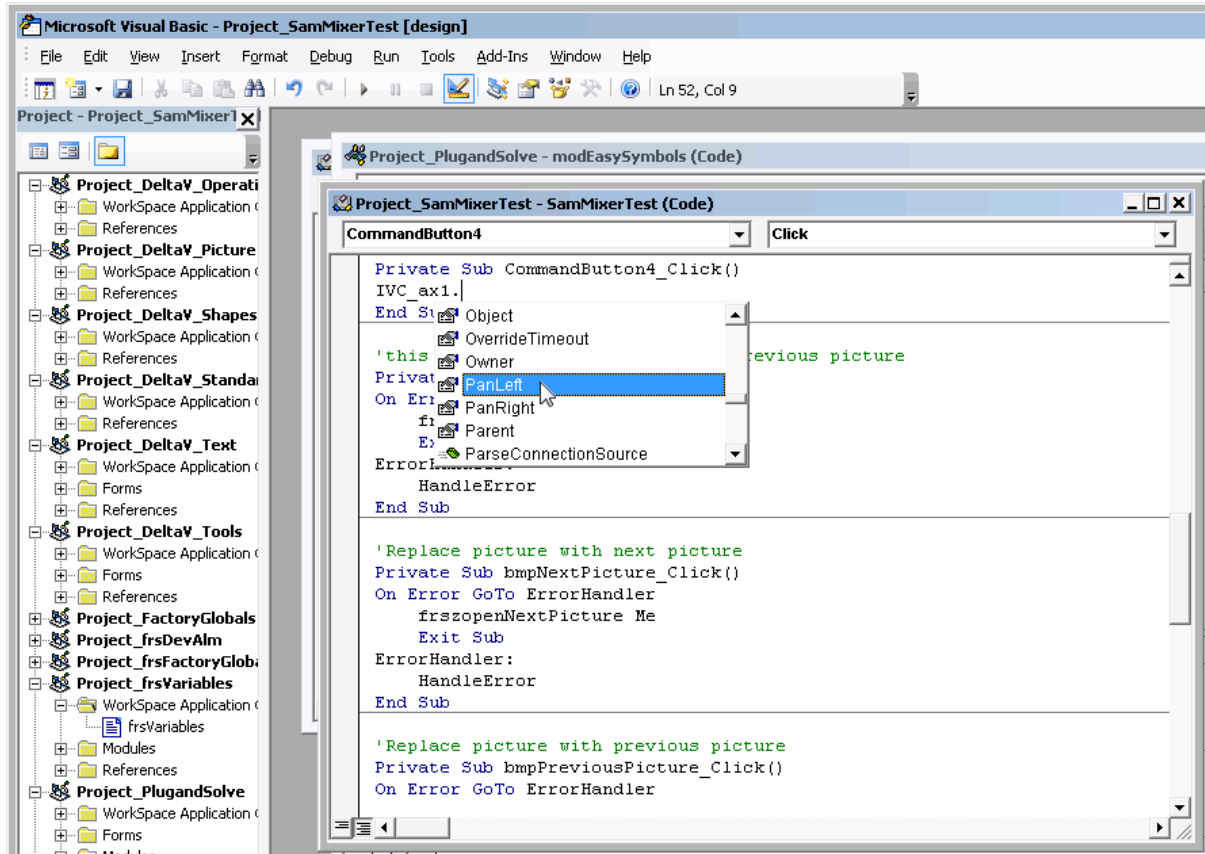 Microsoft Visual Basic - Project_SamMixerTest [design]
File Edit View Insert Format Debug Run Tools Add-Ins Window Help
Ln 52, Col 9
Project - Project_SamMixerT
Project_DeltaV_Operati
WorkSpace Application
References
Project_DeltaV_Picture
WorkSpace Application
References
Project_DeltaV_Shapes
WorkSpace Application
References
Project_DeltaV_Standa
WorkSpace Application
References
Project_DeltaV_Text
WorkSpace Application
Forms
References
Project_DeltaV_Tools
WorkSpace Application
Forms
References
Project_FactoryGlobals
Project_frsDevAlm
Project_frsFactoryGloba
Project_frsVariables
WorkSpace Application
frsVariables
Modules
References
Project_PlugandSolve
WorkSpace Application
Forms
Project_PlugandSolve - modEasySymbols (Code)
Project_SamMixerTest - SamMixerTest (Code)
CommandButton4 Click
Private Sub CommandButton4_Click()
IVC_ax1.
End Su
Object
OverrideTimeout
Owner
PanLeft
PanRight
Parent
ParseConnectionSource
'this revious picture
Privat
On Err
fr
Ex
ErrorHandler:
HandleError
End Sub
'Replace picture with next picture
Private Sub bmpNextPicture_Click()
On Error GoTo ErrorHandler
frszopenNextPicture Me
Exit Sub
ErrorHandler:
HandleError
End Sub
'Replace picture with previous picture
Private Sub bmpPreviousPicture_Click()
On Error GoTo ErrorHandler